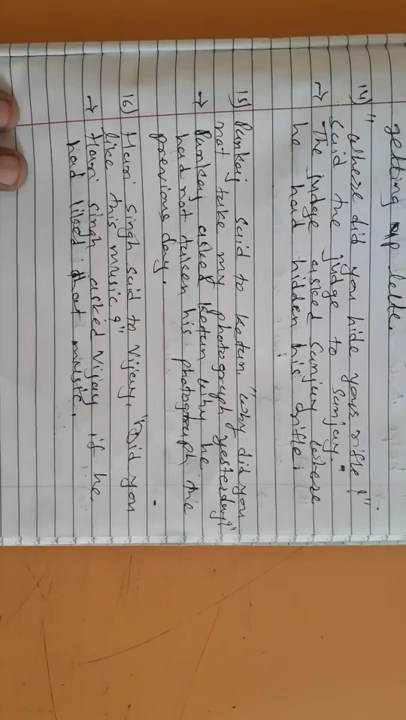 getting up late.
14) "Where did you hide your rifle?"
said the judge to Sanjay.
→ The judge asked Sanjay where
he had hidden his rifle.
15) Pankaj said to Ketan, "Why did you
not take my photograph yesterday?"
→ Pankaj asked Ketan why he
had not taken his photograph the
previous day.
16) Hari singh said to Vijay, "Did you
like this music?"
→ Hari singh asked Vijay if he
had liked that music.